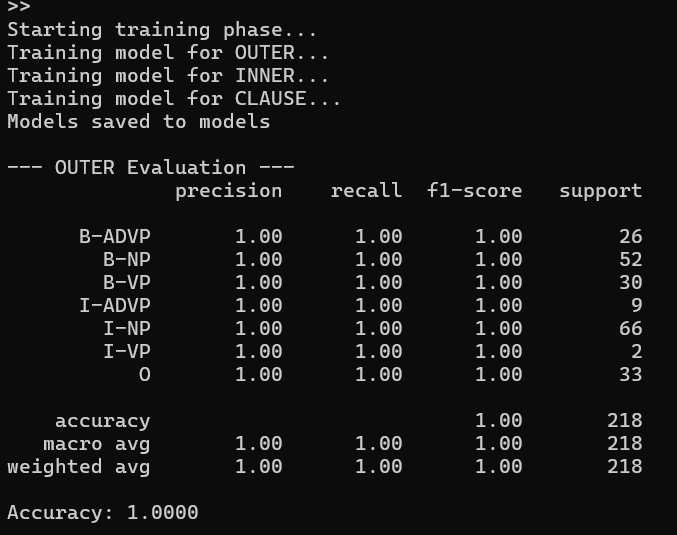 >>
Starting training phase...
Training model for OUTER...
Training model for INNER...
Training model for CLAUSE...
Models saved to models
--- OUTER Evaluation ---
precision recall f1-score support
B-ADVP 1.00 1.00 1.00 26
B-NP 1.00 1.00 1.00 52
B-VP 1.00 1.00 1.00 30
I-ADVP 1.00 1.00 1.00 9
I-NP 1.00 1.00 1.00 66
I-VP 1.00 1.00 1.00 2
O 1.00 1.00 1.00 33
accuracy 1.00 218
macro avg 1.00 1.00 1.00 218
weighted avg 1.00 1.00 1.00 218
Accuracy: 1.0000